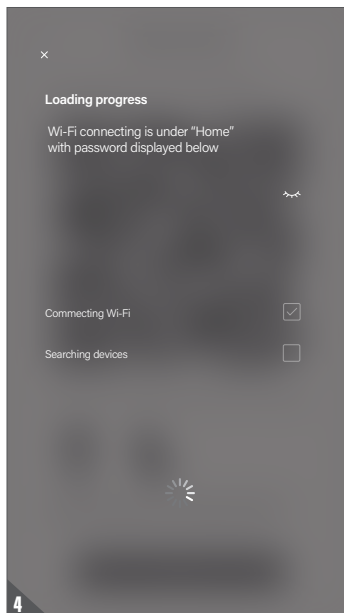 ×
Loading progress
Wi-Fi connecting is under "Home"
with password displayed below
Commecting Wi-Fi
Searching devices
4